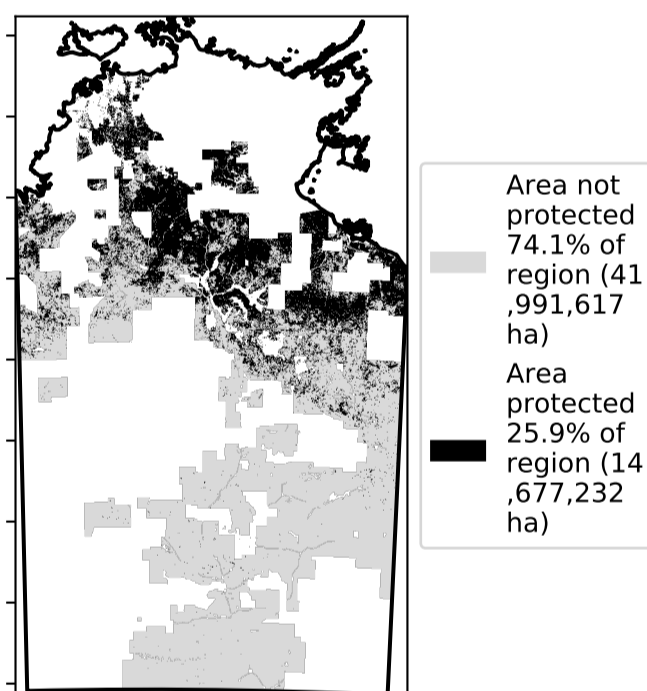 Area not
protected
74.1% of
region (41
,991,617
ha)
Area
protected
25.9% of
region (14
,677,232
ha)